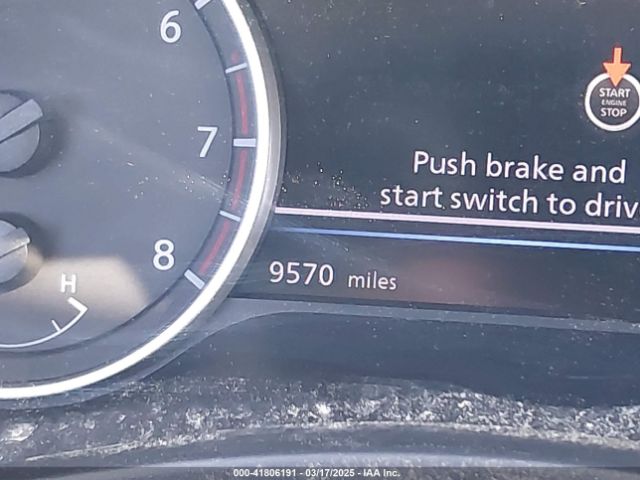 6
START
ENGINE
STOP
7
Push brake and
start switch to driv
8
9570 miles
H
000-41806191 - 03/17/2025 - IAA Inc.